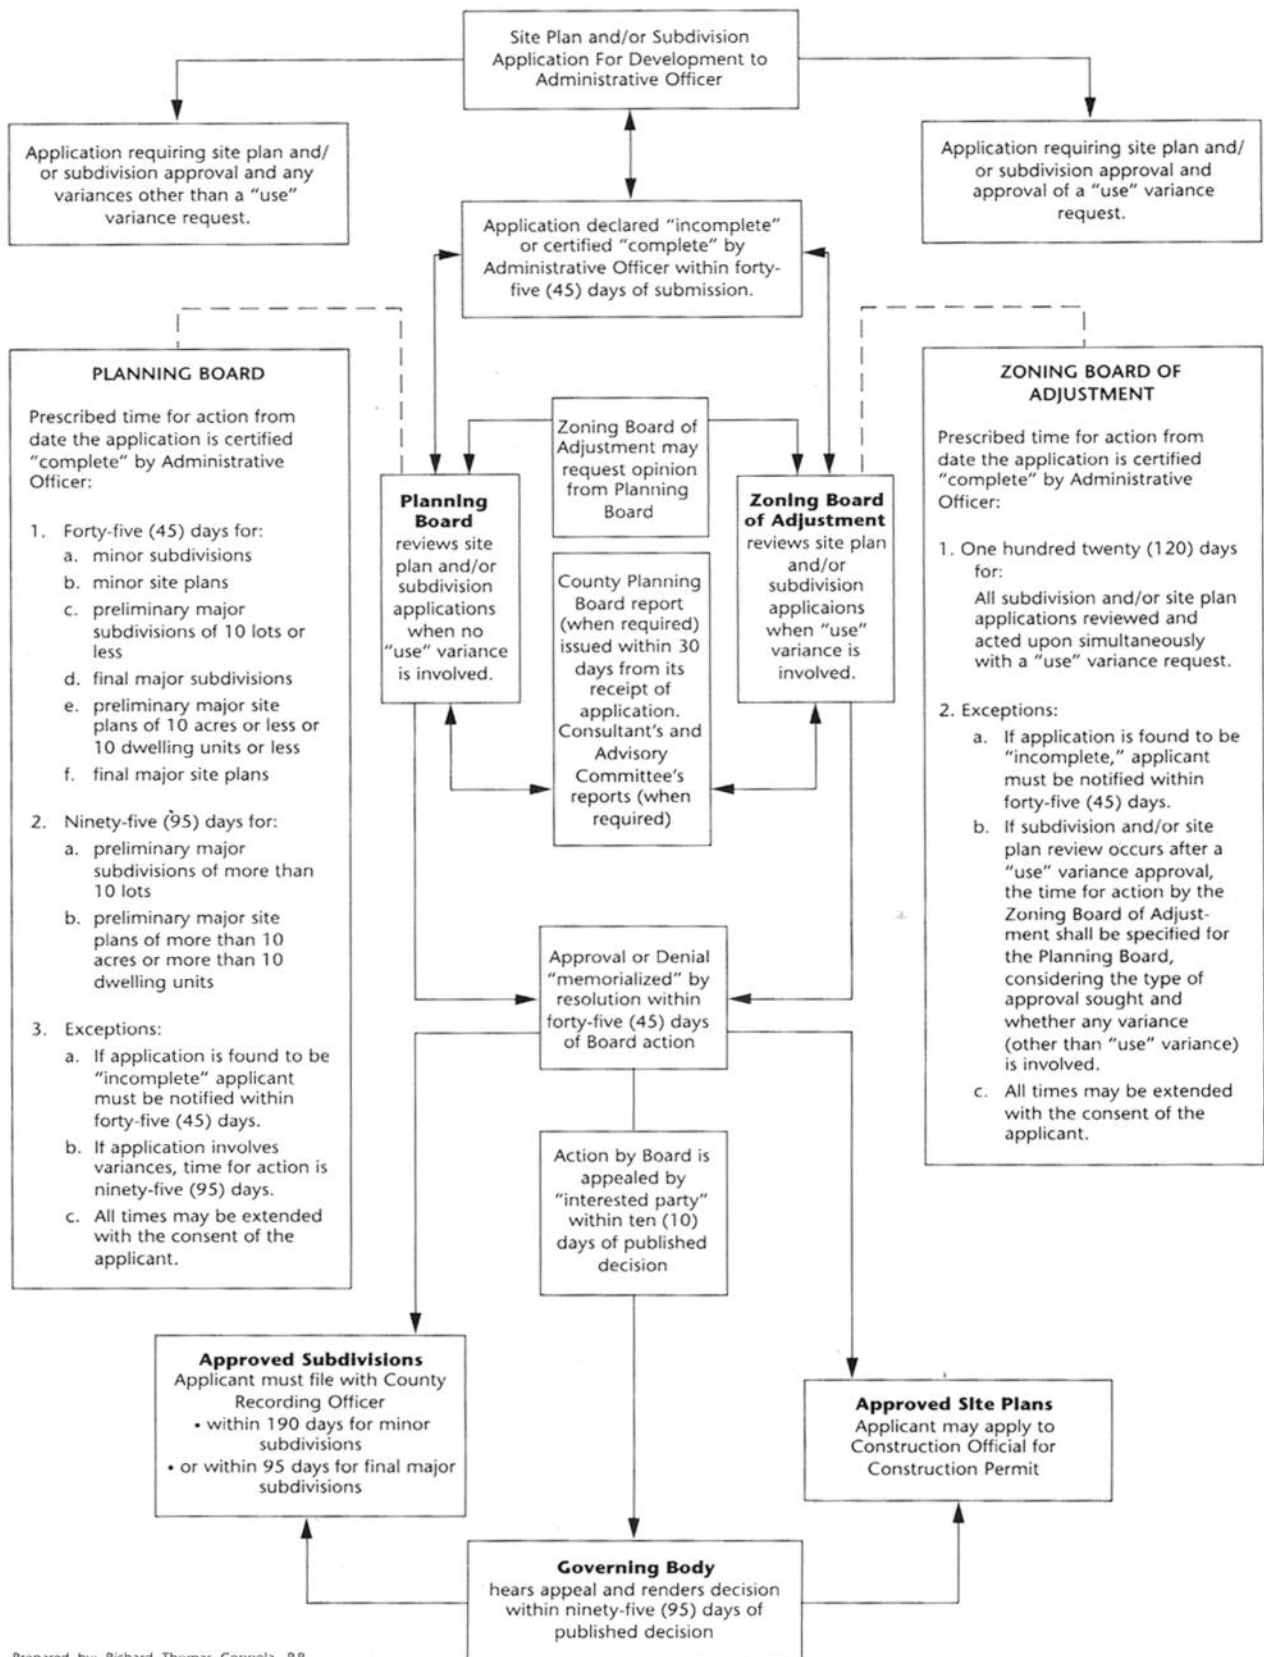 Site Plan and/or Subdivision
Application For Development to
Administrative Officer
Application requiring site plan and/
or subdivision approval and any
variances other than a "use"
variance request.
Application requiring site plan and/
or subdivision approval and
approval of a "use" variance
request.
Application declared "incomplete"
or certified "complete" by
Administrative Officer within forty-
five (45) days of submission.
PLANNING BOARD
Prescribed time for action from
date the application is certified
"complete" by Administrative
Officer:
1. Forty-five (45) days for:
a. minor subdivisions
b. minor site plans
c. preliminary major
subdivisions of 10 lots or
less
d. final major subdivisions
e. preliminary major site
plans of 10 acres or less or
10 dwelling units or less
f. final major site plans
2. Ninety-five (95) days for:
a. preliminary major
subdivisions of more than
10 lots
b. preliminary major site
plans of more than 10
acres or more than 10
dwelling units
3. Exceptions:
a. If application is found to be
"incomplete" applicant
must be notified within
forty-five (45) days.
b. If application involves
variances, time for action is
ninety-five (95) days.
c. All times may be extended
with the consent of the
applicant.
Planning
Board
reviews site
plan and/or
subdivision
applications
when no
"use" variance
is involved.
Zoning Board of
Adjustment may
request opinion
from Planning
Board
County Planning
Board report
(when required)
issued within 30
days from its
receipt of
application.
Consultant's and
Advisory
Committee's
reports (when
required)
Zoning Board
of Adjustment
reviews site plan
and/or
subdivision
applicaions
when "use"
variance is
involved.
ZONING BOARD OF
ADJUSTMENT
Prescribed time for action from
date the application is certified
"complete" by Administrative
Officer:
1. One hundred twenty (120) days
for:
All subdivision and/or site plan
applications reviewed and
acted upon simultaneously
with a "use" variance request.
2. Exceptions:
a. If application is found to be
"incomplete," applicant
must be notified within
forty-five (45) days.
b. If subdivision and/or site
plan review occurs after a
"use" variance approval,
the time for action by the
Zoning Board of Adjust-
ment shall be specified for
the Planning Board,
considering the type of
approval sought and
whether any variance
(other than "use" variance)
is involved.
c. All times may be extended
with the consent of the
applicant.
Approval or Denial
"memorialized" by
resolution within
forty-five (45) days
of Board action
Action by Board is
appealed by
"interested party"
within ten (10)
days of published
decision
Approved Subdivisions
Applicant must file with County
Recording Officer
• within 190 days for minor
subdivisions
• or within 95 days for final major
subdivisions
Approved SIte Plans
Applicant may apply to
Construction Official for
Construction Permit
Governing Body
hears appeal and renders decision
within ninety-five (95) days of
published decision
Prepared by: Richard Thomas Coppola, P.P.